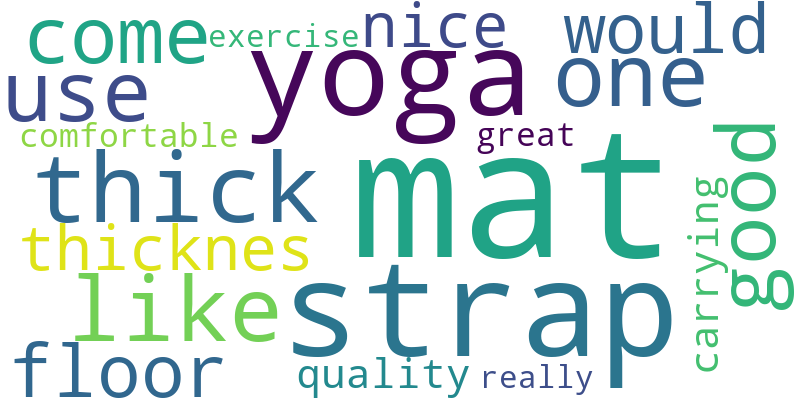 come
exercise
nice
would
use
yoga
one
comfortable
great
thick
mat
good
thicknes
carrying
like
strap
floor
quality
really